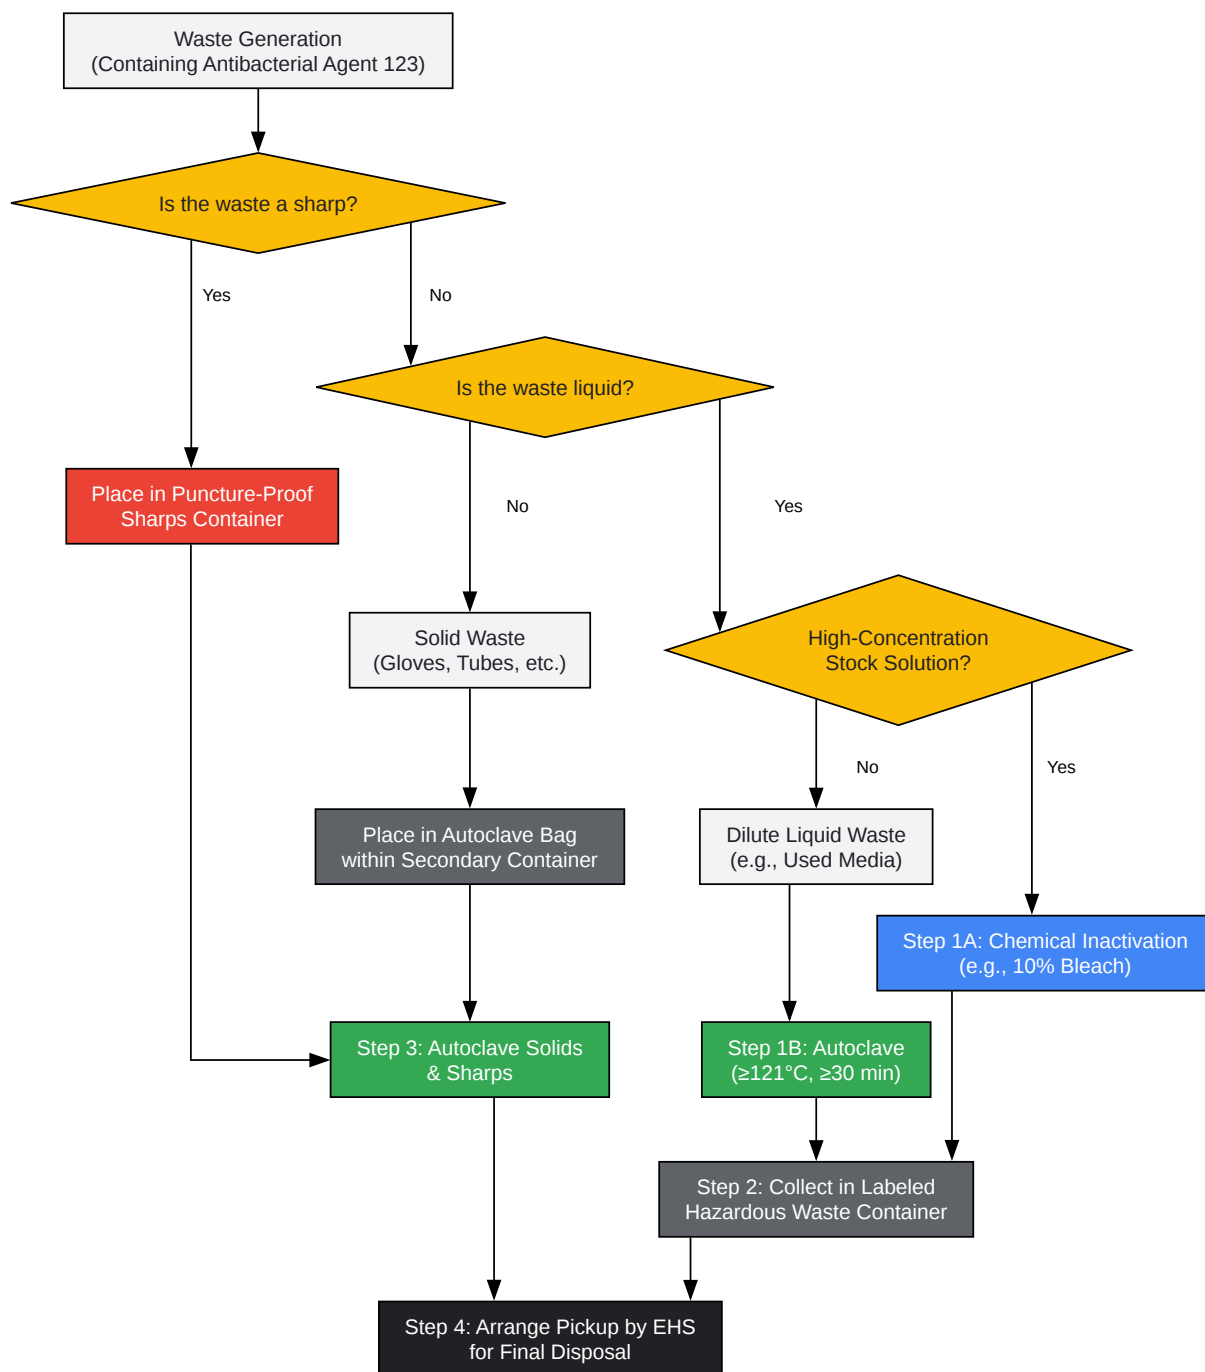 Waste Generation
(Containing Antibacterial Agent 123)
Is the waste a sharp?
Yes
No
Is the waste liquid?
Place in Puncture-Proof
Sharps Container
No
Yes
Solid Waste
(Gloves, Tubes, etc.)
High-Concentration
Stock Solution?
No
Yes
Place in Autoclave Bag
within Secondary Container
Dilute Liquid Waste
(e.g., Used Media)
Step 1A: Chemical Inactivation
(e.g., 10% Bleach)
Step 3: Autoclave Solids
& Sharps
Step 1B: Autoclave
(≥121°C, ≥30 min)
Step 2: Collect in Labeled
Hazardous Waste Container
Step 4: Arrange Pickup by EHS
for Final Disposal